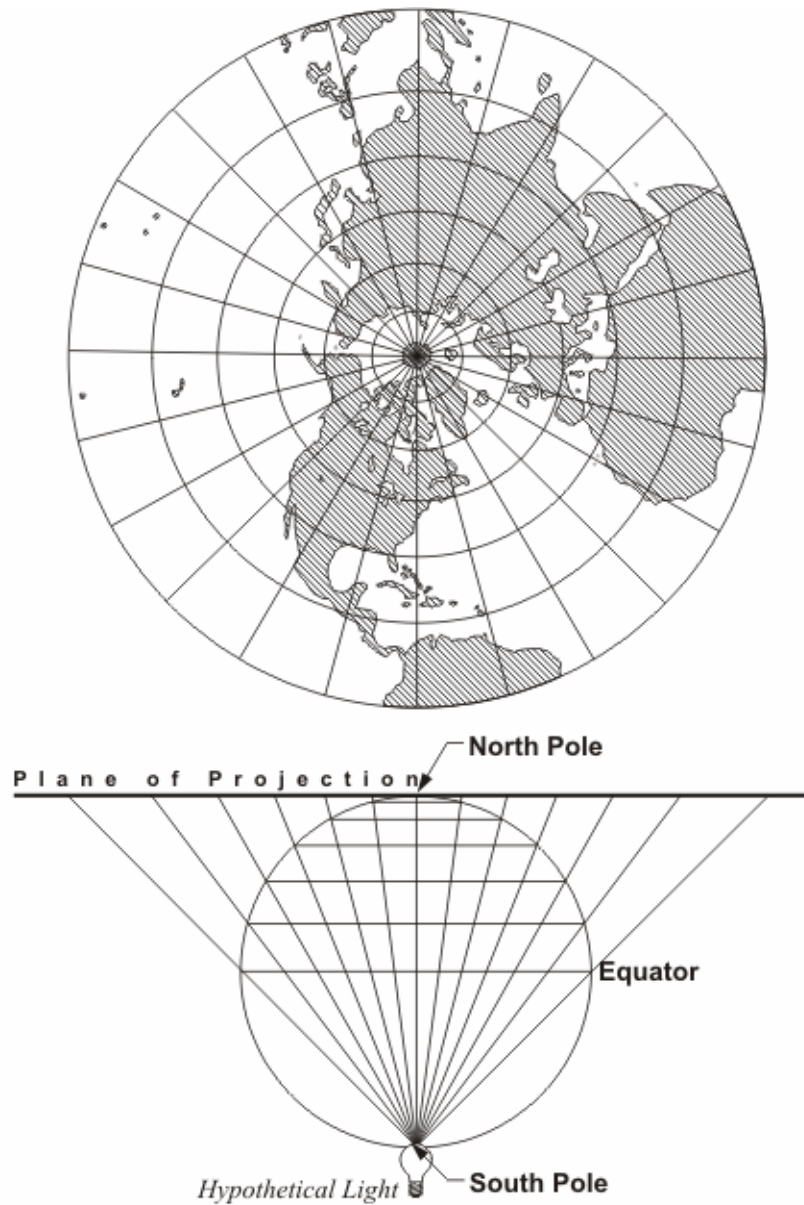 North Pole
Plane of Projection
Equator
Hypothetical Light
South Pole